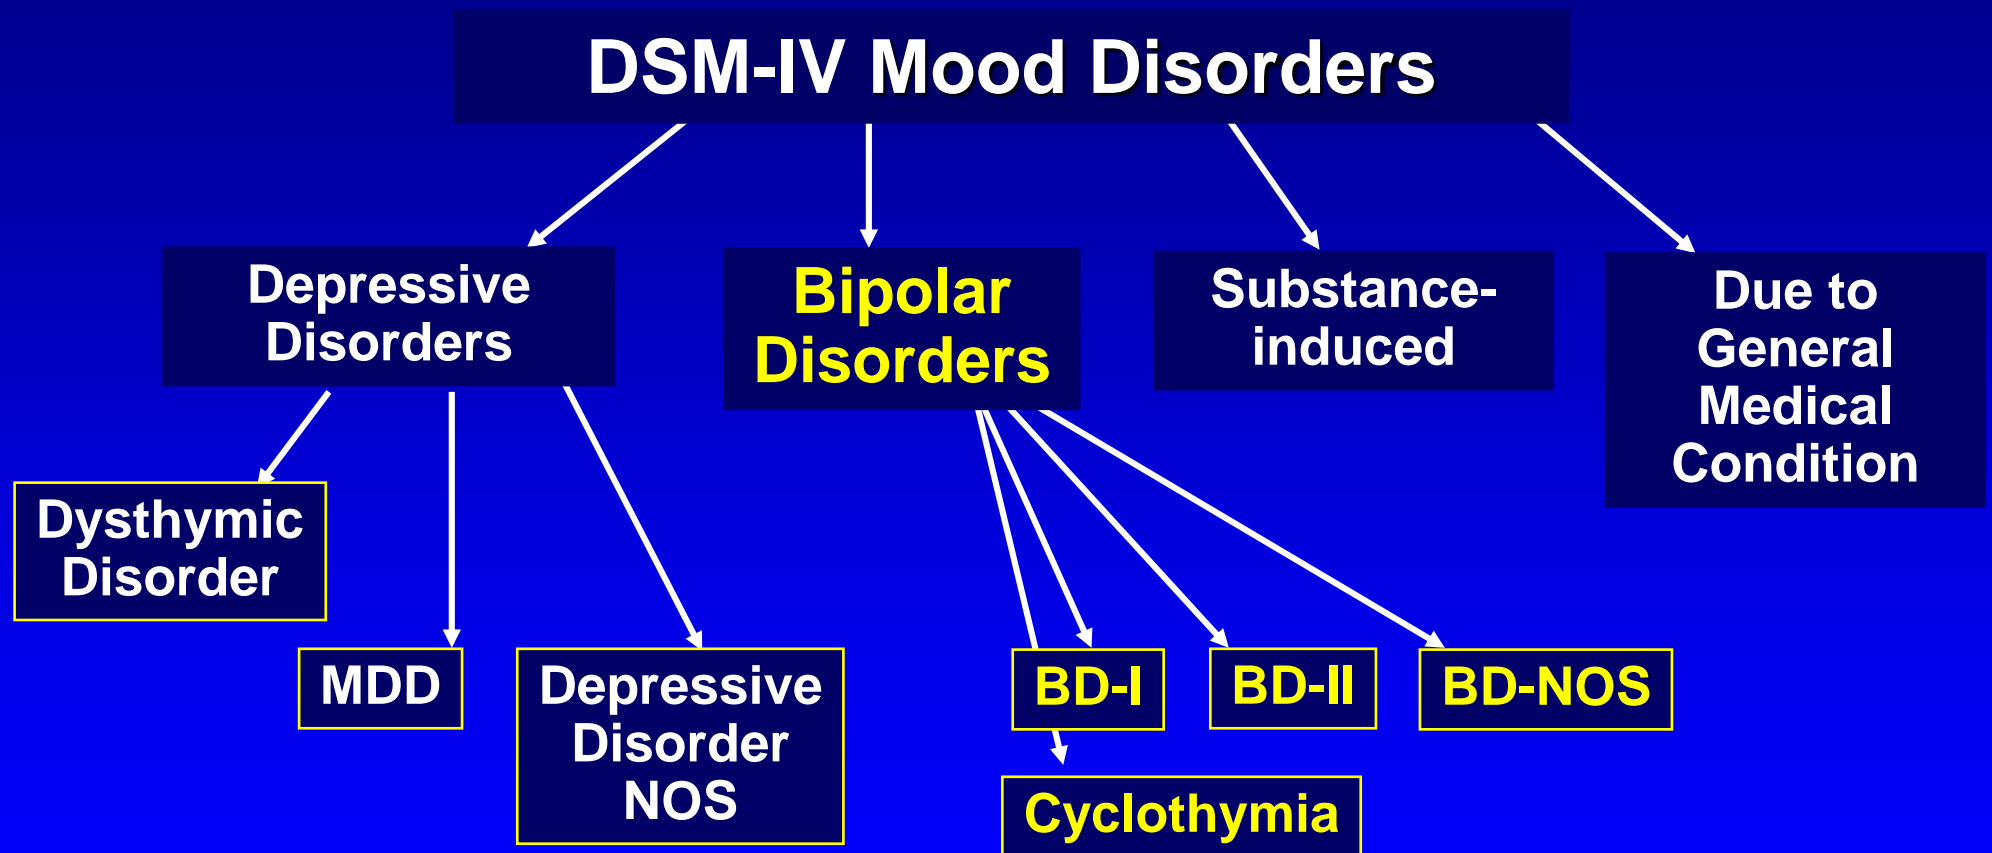 DSM-IV Mood Disorders
Depressive
Disorders
Bipolar
Disorders
Substance-
induced
Due to
General
Medical
Condition
Dysthymic
Disorder
MDD
Depressive
Disorder
NOS
BD-I
BD-II
BD-NOS
Cyclothymia